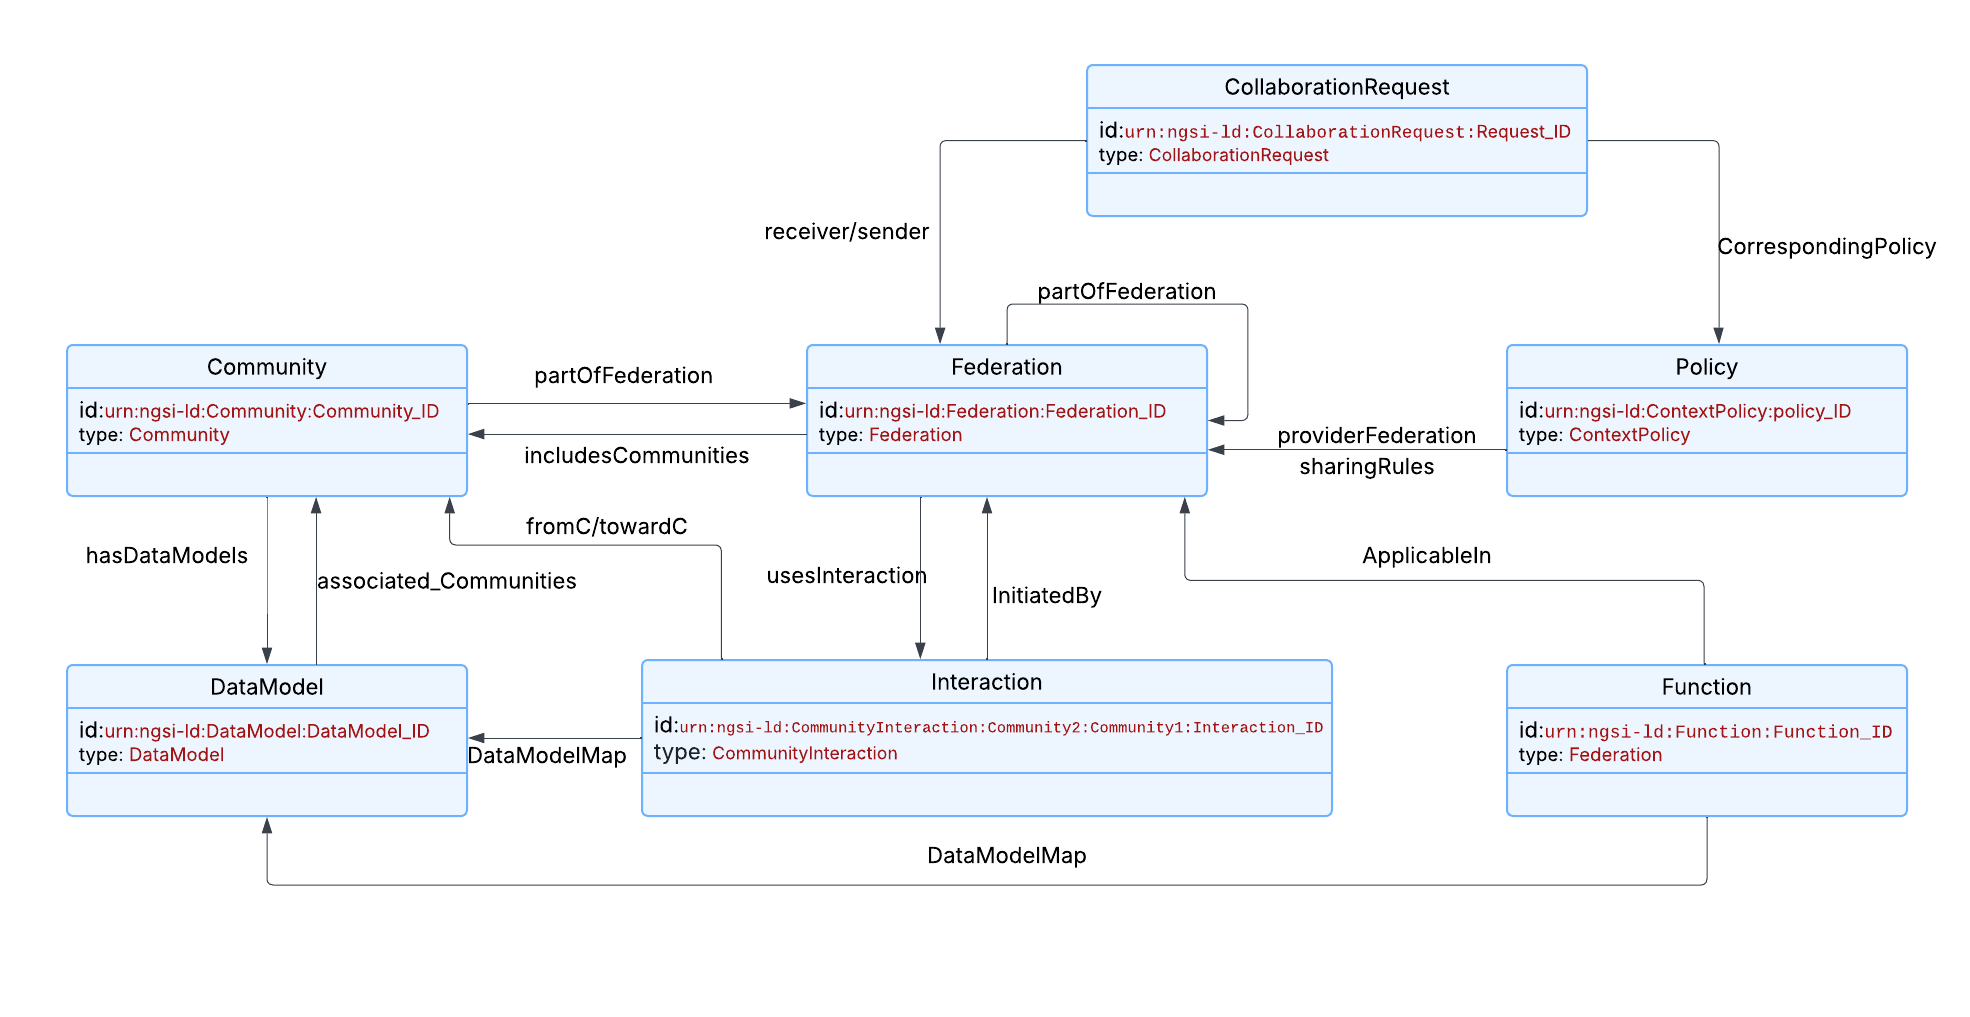 CollaborationRequest
id:urn:ngsi-ld:CollaborationRequest:Request_ID
type: CollaborationRequest
receiver/sender
CorrespondingPolicy
partOfFederation
Community
id:urn:ngsi-ld:Community:Community_ID
type: Community
partOfFederation
includesCommunities
Federation
id:urn:ngsi-ld:Federation:Federation_ID
type: Federation
providerFederation
sharingRules
Policy
id:urn:ngsi-ld:ContextPolicy:policy_ID
type: ContextPolicy
hasDataModels
associated_Communities
fromC/towardC
usesInteraction
InitiatedBy
ApplicableIn
DataModel
id:urn:ngsi-ld:DataModel:DataModel_ID
type: DataModel
DataModelMap
Interaction
id:urn:ngsi-ld:CommunityInteraction:Community2:Community1:Interaction_ID
type: CommunityInteraction
Function
id:urn:ngsi-ld:Function:Function_ID
type: Federation
DataModelMap